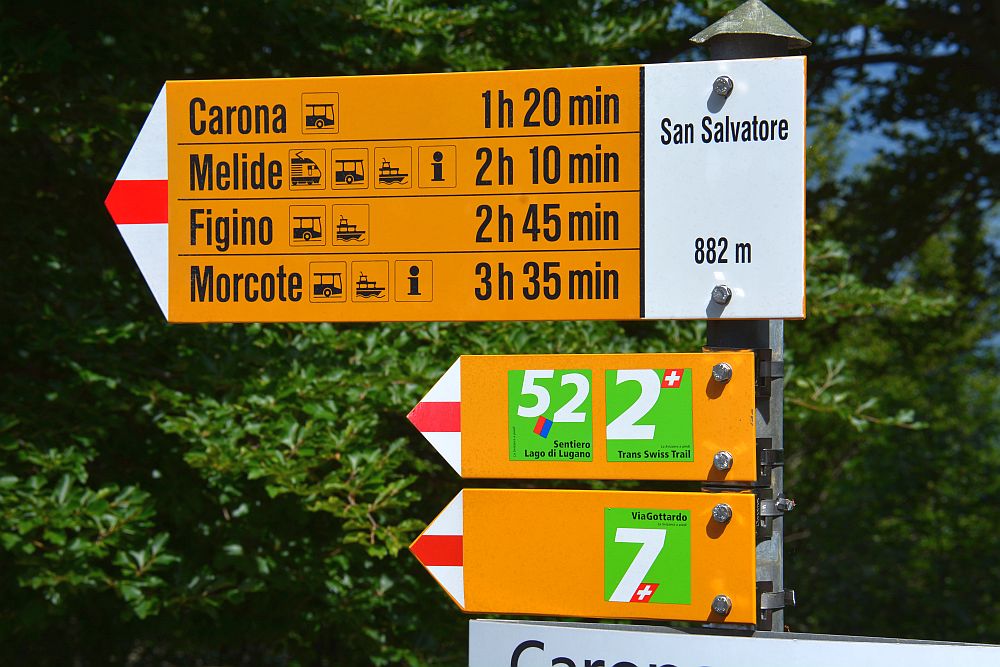 Carona 1h 20 min
San Salvatore
Melide i 2h 10 min
Figino 2h 45 min
882 m
Morcote i 3h 35 min
52 2
Sentiero
Lago di Lugano Trans Swiss Trail
ViaGottardo
7
Carona